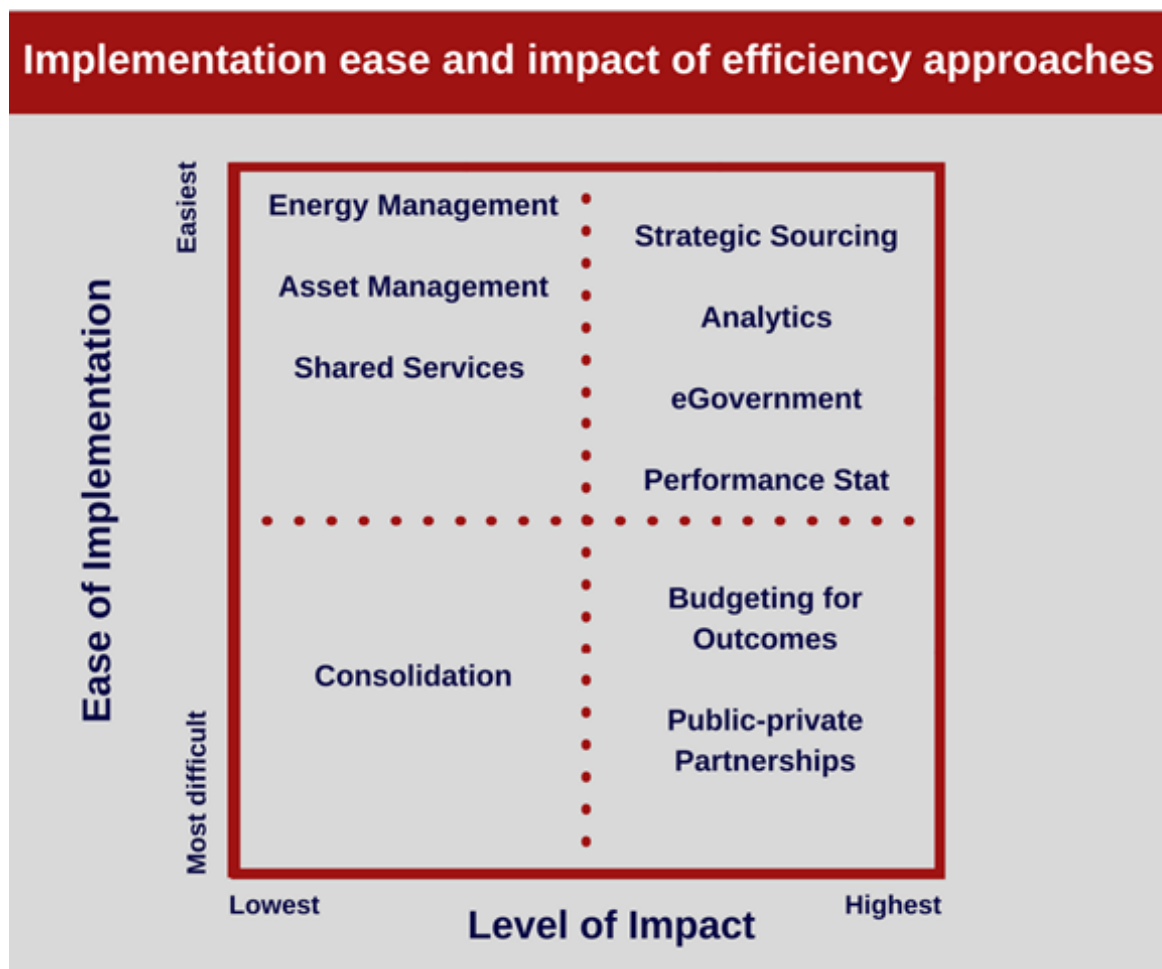 Implementation ease and impact of efficiency approaches
Easiest
Ease of Implementation
Most difficult
Energy Management
Asset Management
Shared Services
Strategic Sourcing
Analytics
eGovernment
Performance Stat
Consolidation
Budgeting for
Outcomes
Public-private
Partnerships
Lowest
Level of Impact
Highest